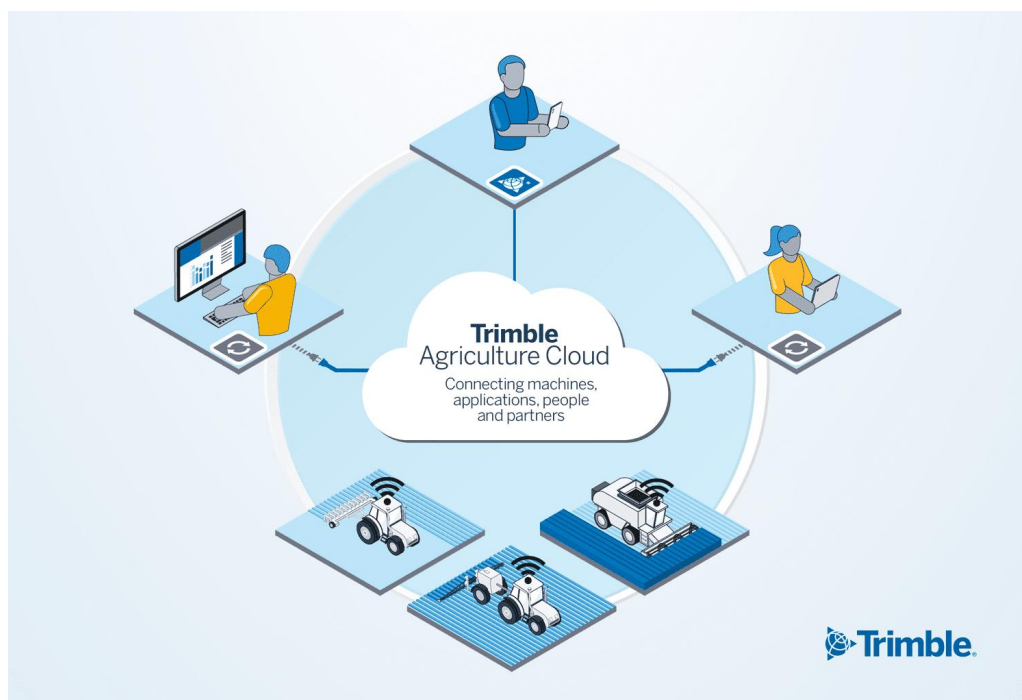 Trimble
Agriculture Cloud
Connecting machines,
applications, people
and partners
Trimble.